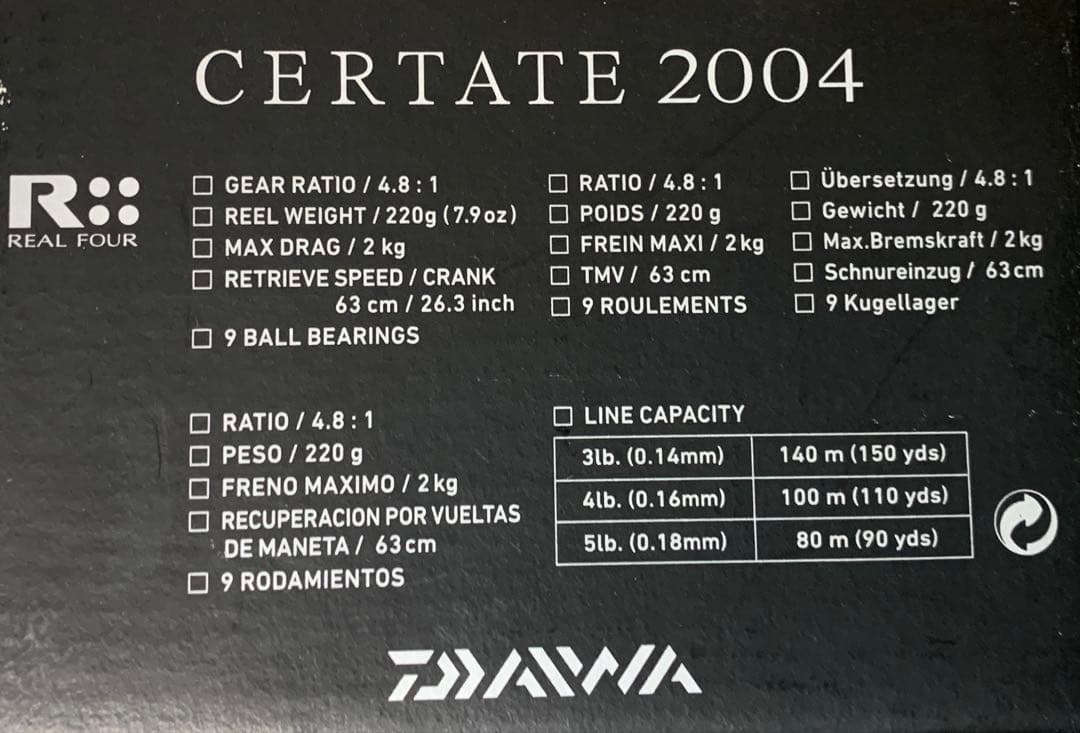 CERTATE 2004
R
REAL FOUR
□ GEAR RATIO / 4.8 : 1
□ REEL WEIGHT / 220g (7.9 oz)
□ MAX DRAG / 2 kg
□ RETRIEVE SPEED / CRANK
63 cm / 26.3 inch
□ 9 BALL BEARINGS
□ RATIO / 4.8 : 1
□ POIDS / 220 g
□ FREIN MAXI / 2 kg
□ TMV / 63 cm
□ 9 ROULEMENTS
□ Übersetzung / 4.8 : 1
□ Gewicht / 220 g
□ Max.Bremskraft / 2 kg
□ Schnureinzug / 63 cm
□ 9 Kugellager
□ RATIO / 4.8 : 1
□ PESO / 220 g
□ FRENO MAXIMO / 2 kg
□ RECUPERACION POR VUELTAS
DE MANETA / 63 cm
□ 9 RODAMIENTOS
□ LINE CAPACITY
3lb. (0.14mm) 140 m (150 yds)
4lb. (0.16mm) 100 m (110 yds)
5lb. (0.18mm) 80 m (90 yds)
DAIWA